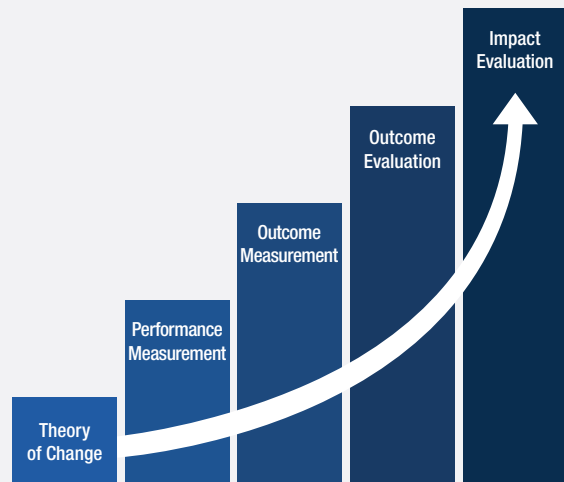 Theory
of Change
Performance
Measurement
Outcome
Measurement
Outcome
Evaluation
Impact
Evaluation